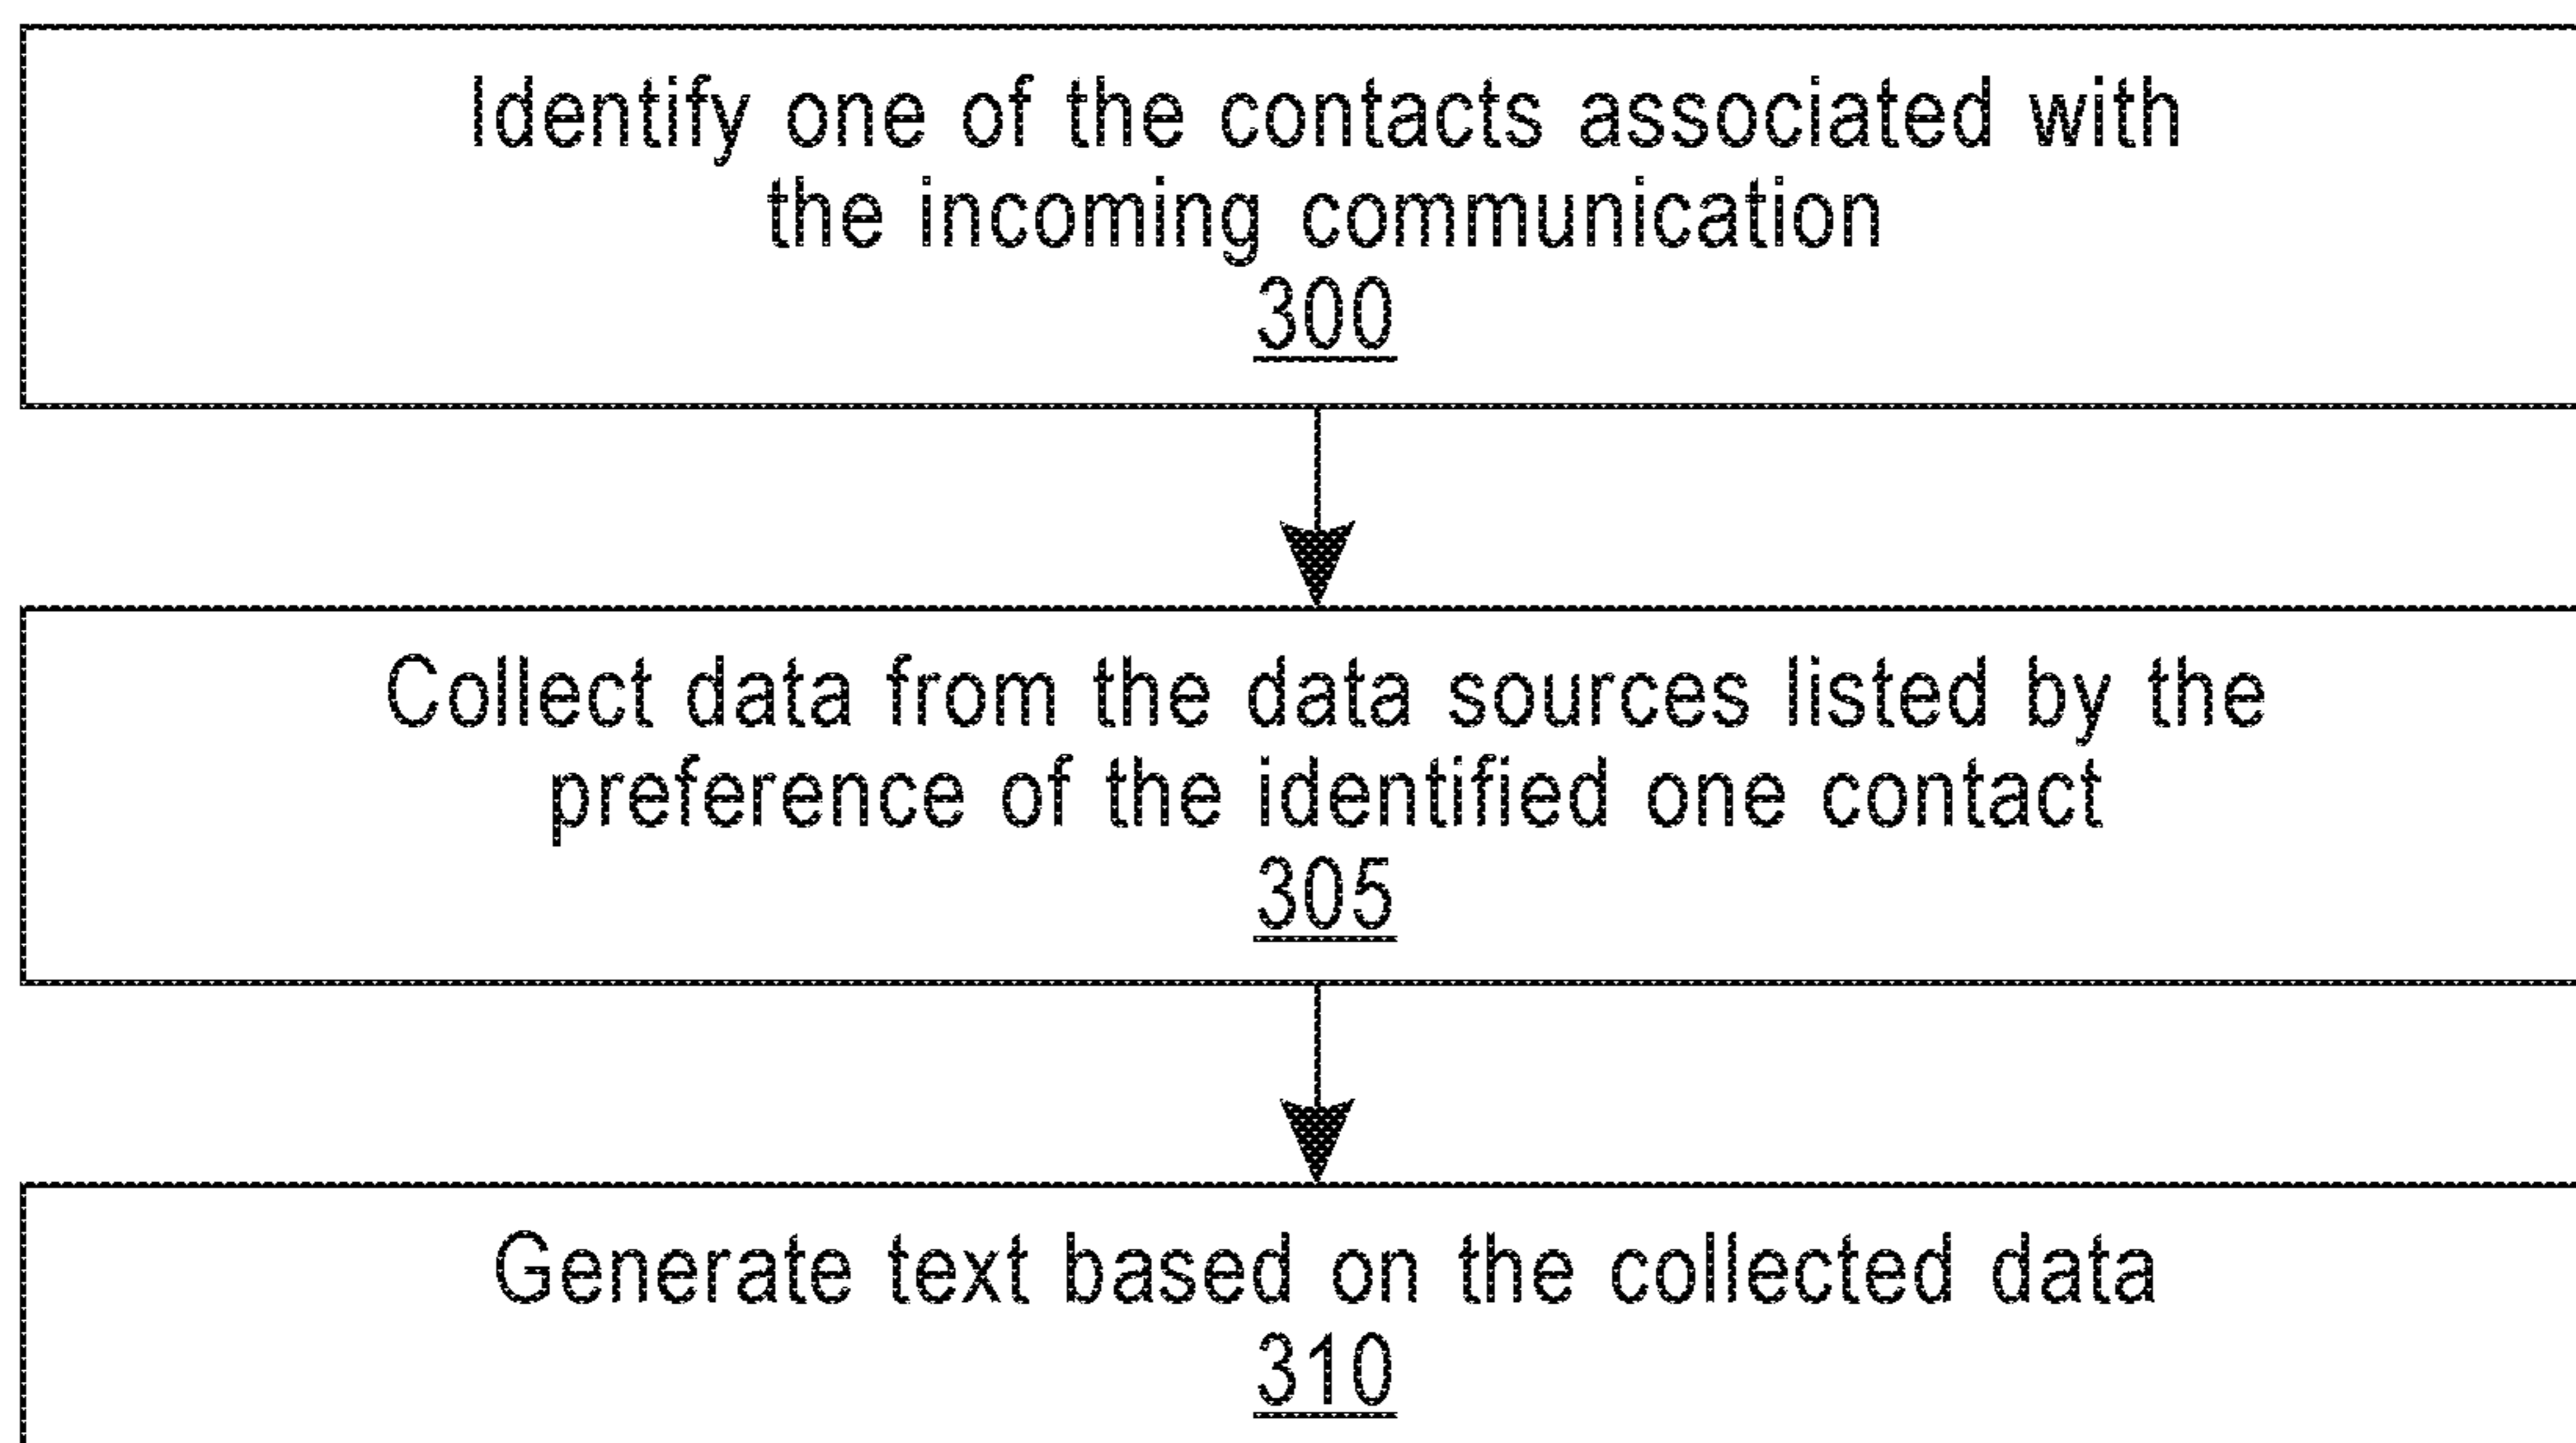 Identify one of the contacts associated with
the incoming communication
300
Collect data from the data sources listed by the
preference of the identified one contact
305
Generate text based on the collected data
310